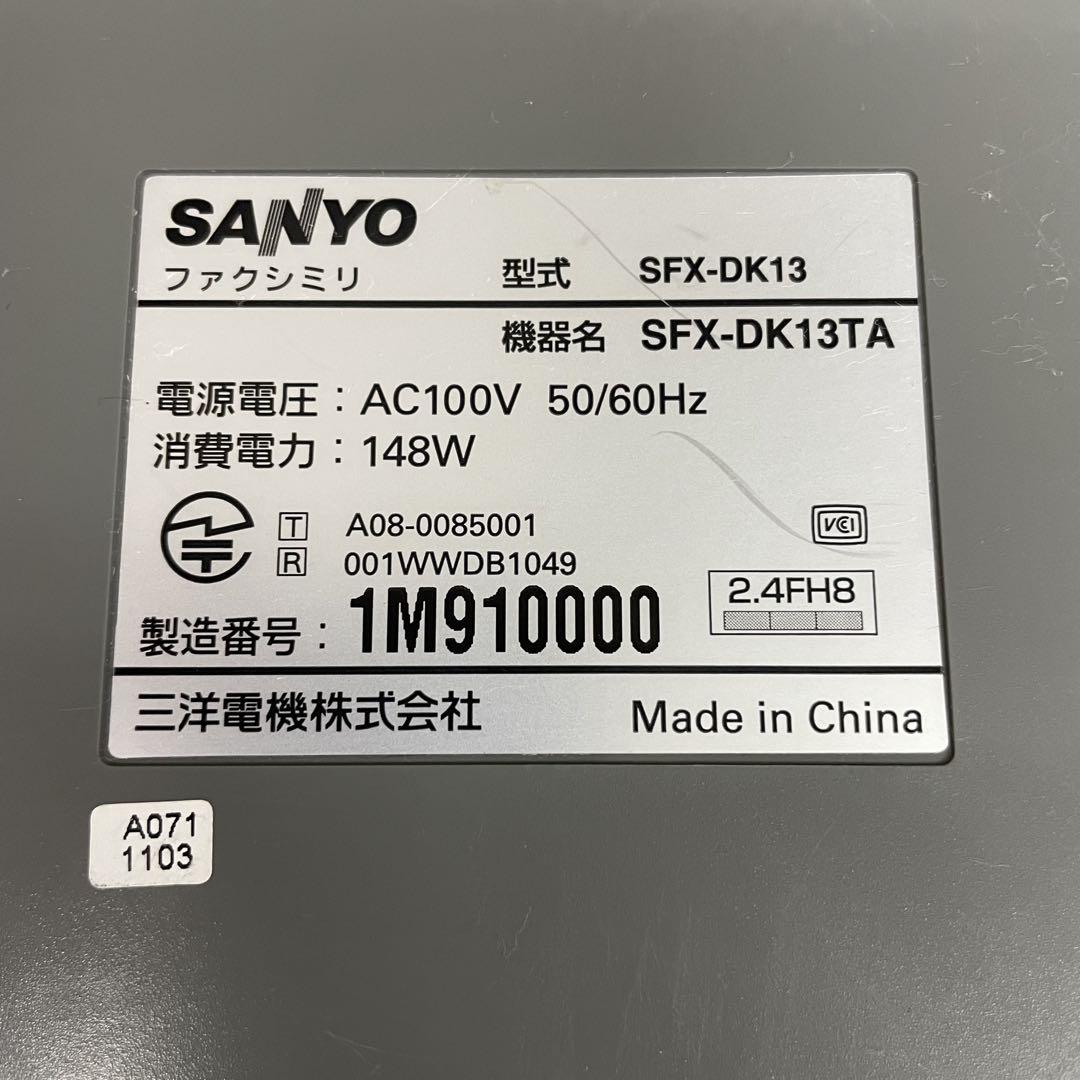 SANYO
ファクシミリ 型式 SFX-DK13
機器名 SFX-DK13TA
電源電圧：AC100V 50/60Hz
消費電力：148W
T A08-0085001
R 001WWDB1049
VCI
2.4FH8
製造番号：1M910000
三洋電機株式会社 Made in China
A071
1103